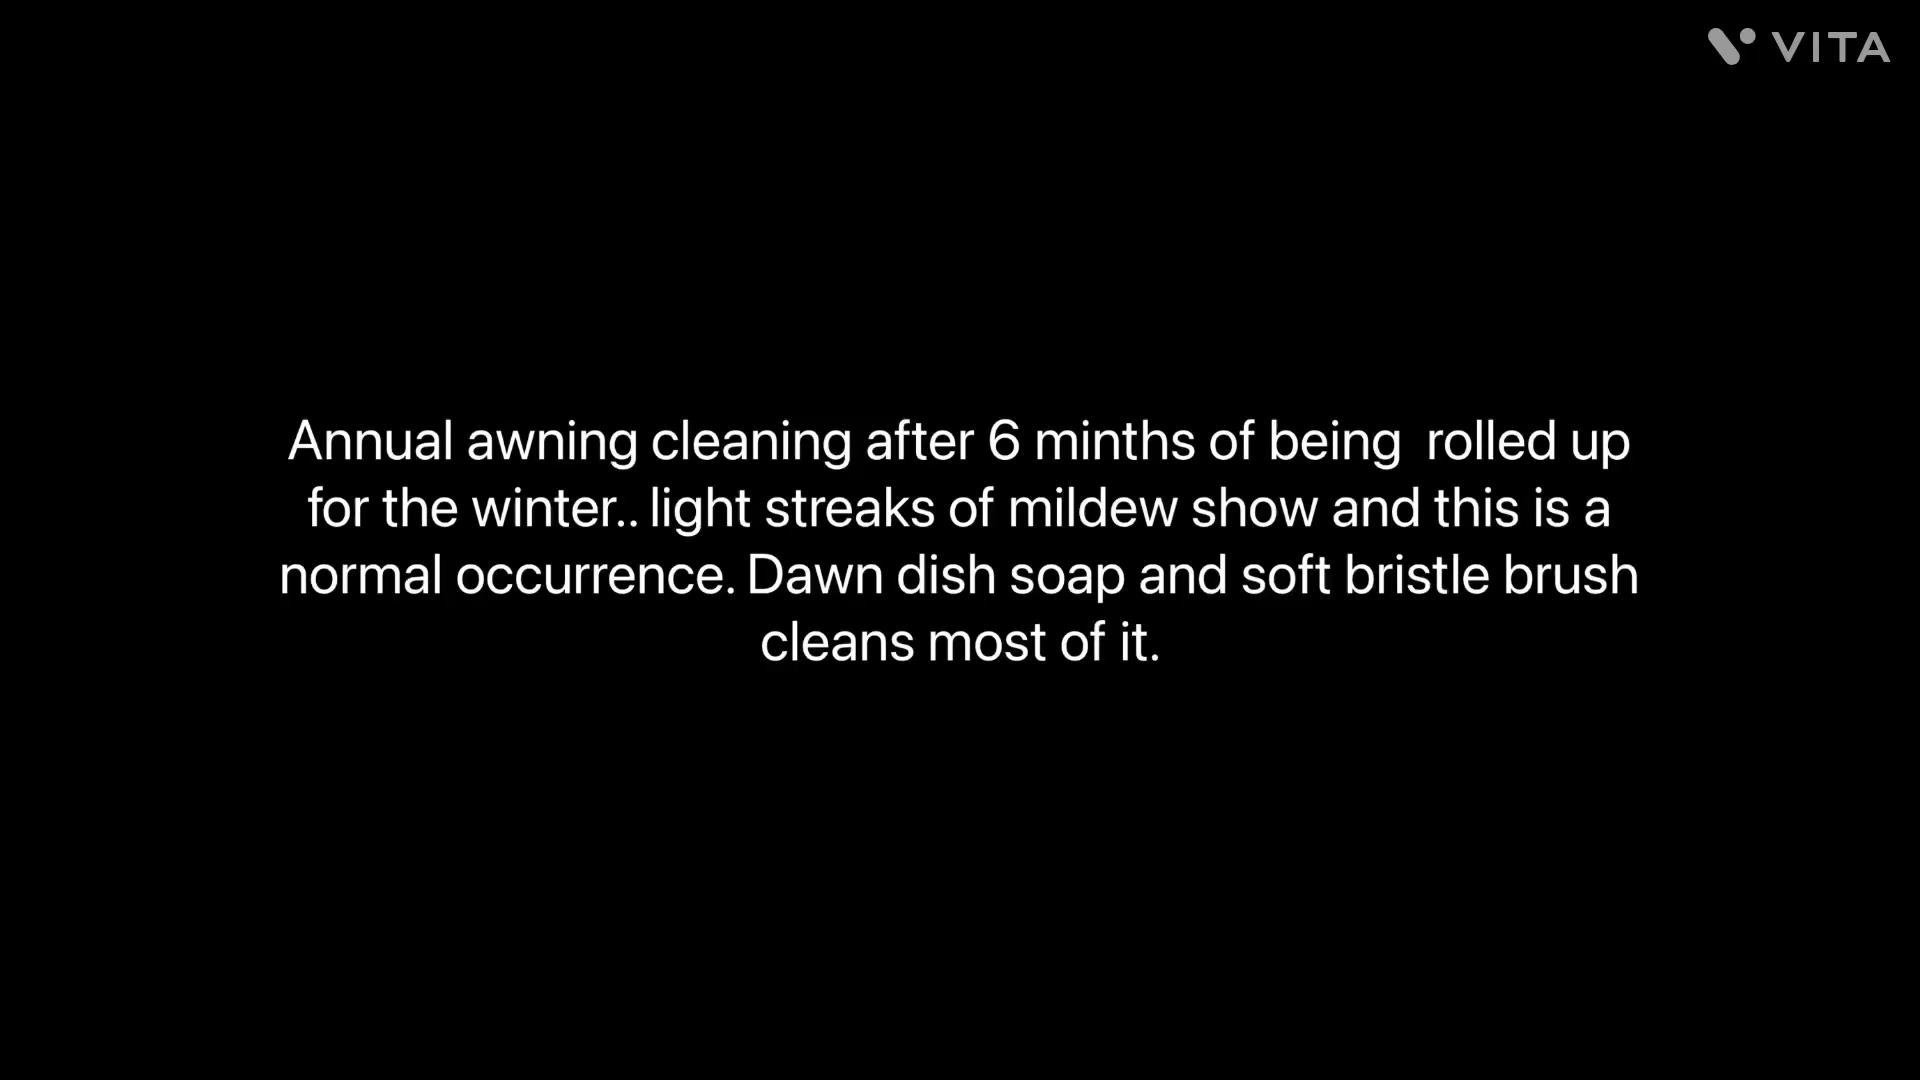 VITA
Annual awning cleaning after 6 minths of being  rolled up
for the winter.. light streaks of mildew show and this is a
normal occurrence. Dawn dish soap and soft bristle brush
cleans most of it.